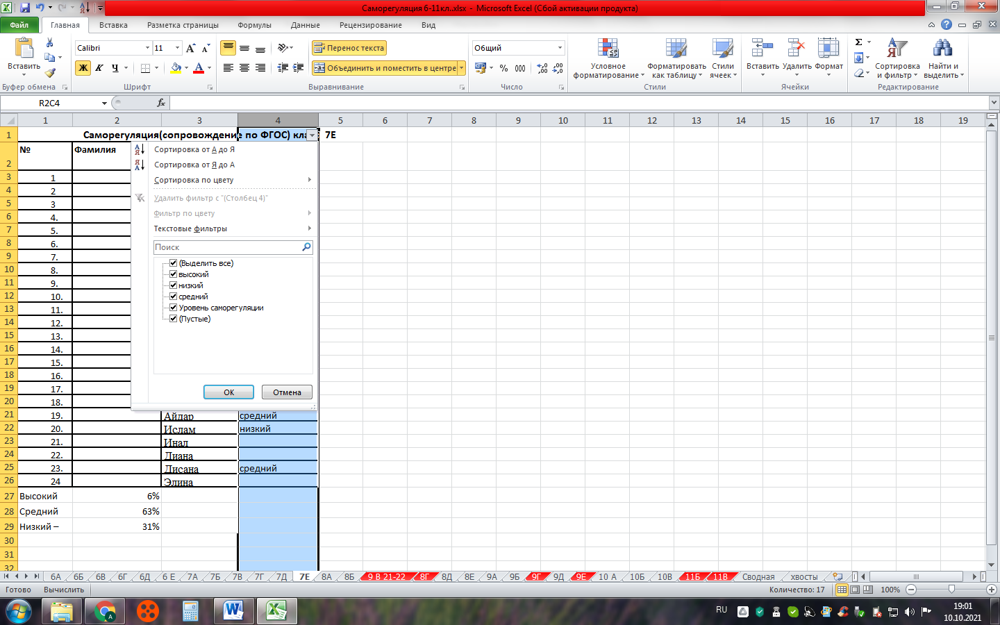 Саморегуляция 6-11кл..xlsx - Microsoft Excel (Сбой активации продукта)
Файл Главная Вставка Разметка страницы Формулы Данные Рецензирование Вид
Вставить
Буфер обмена
Calibri 11
Ж К Ч
Шрифт
Перенос текста
Объединить и поместить в центре
Выравнивание
Общий
% 000
Число
Условное форматирование
Форматировать как таблицу
Стили ячеек
Стили
Вставить Удалить Формат
Ячейки
Сортировка и фильтр
Найти и выделить
Редактирование
R2C4
fx
1 2 3 4 5 6 7 8 9 10 11 12 13 14 15 16 17 18 19
1 Саморегуляция(сопровождение по ФГОС) кла 7Е
2 № Фамилия
Сортировка от А до Я
Сортировка от Я до А
Сортировка по цвету
Удалить фильтр с "(Столбец 4)"
Фильтр по цвету
Текстовые фильтры
Поиск
(Выделить все)
высокий
низкий
средний
Уровень саморегуляции
(Пустые)
ОК Отмена
3 1
4 2
5 3
6 4.
7 5.
8 6.
9 7.
10 8.
11 9.
12 10.
13 11.
14 12.
15 13.
16 14.
17 15.
18 16.
19 17.
20 18.
21 19. Айдар средний
22 20. Ислам низкий
23 21. Инал
24 22. Диана
25 23. Дисана средний
26 24 Элина
27 Высокий 6%
28 Средний 63%
29 Низкий – 31%
30
31
32
6А 6Б 6В 6Г 6Д 6 Е 7А 7Б 7В 7Г 7Д 7Е 8А 8Б 9 В 21-22 8Г 8Д 8Е 9А 9Б 9Г 9Д 9Е 10 А 10Б 10В 11Б 11В Сводная хвосты
Готово Вычислить Количество: 17 100%
RU 19:01
10.10.2021